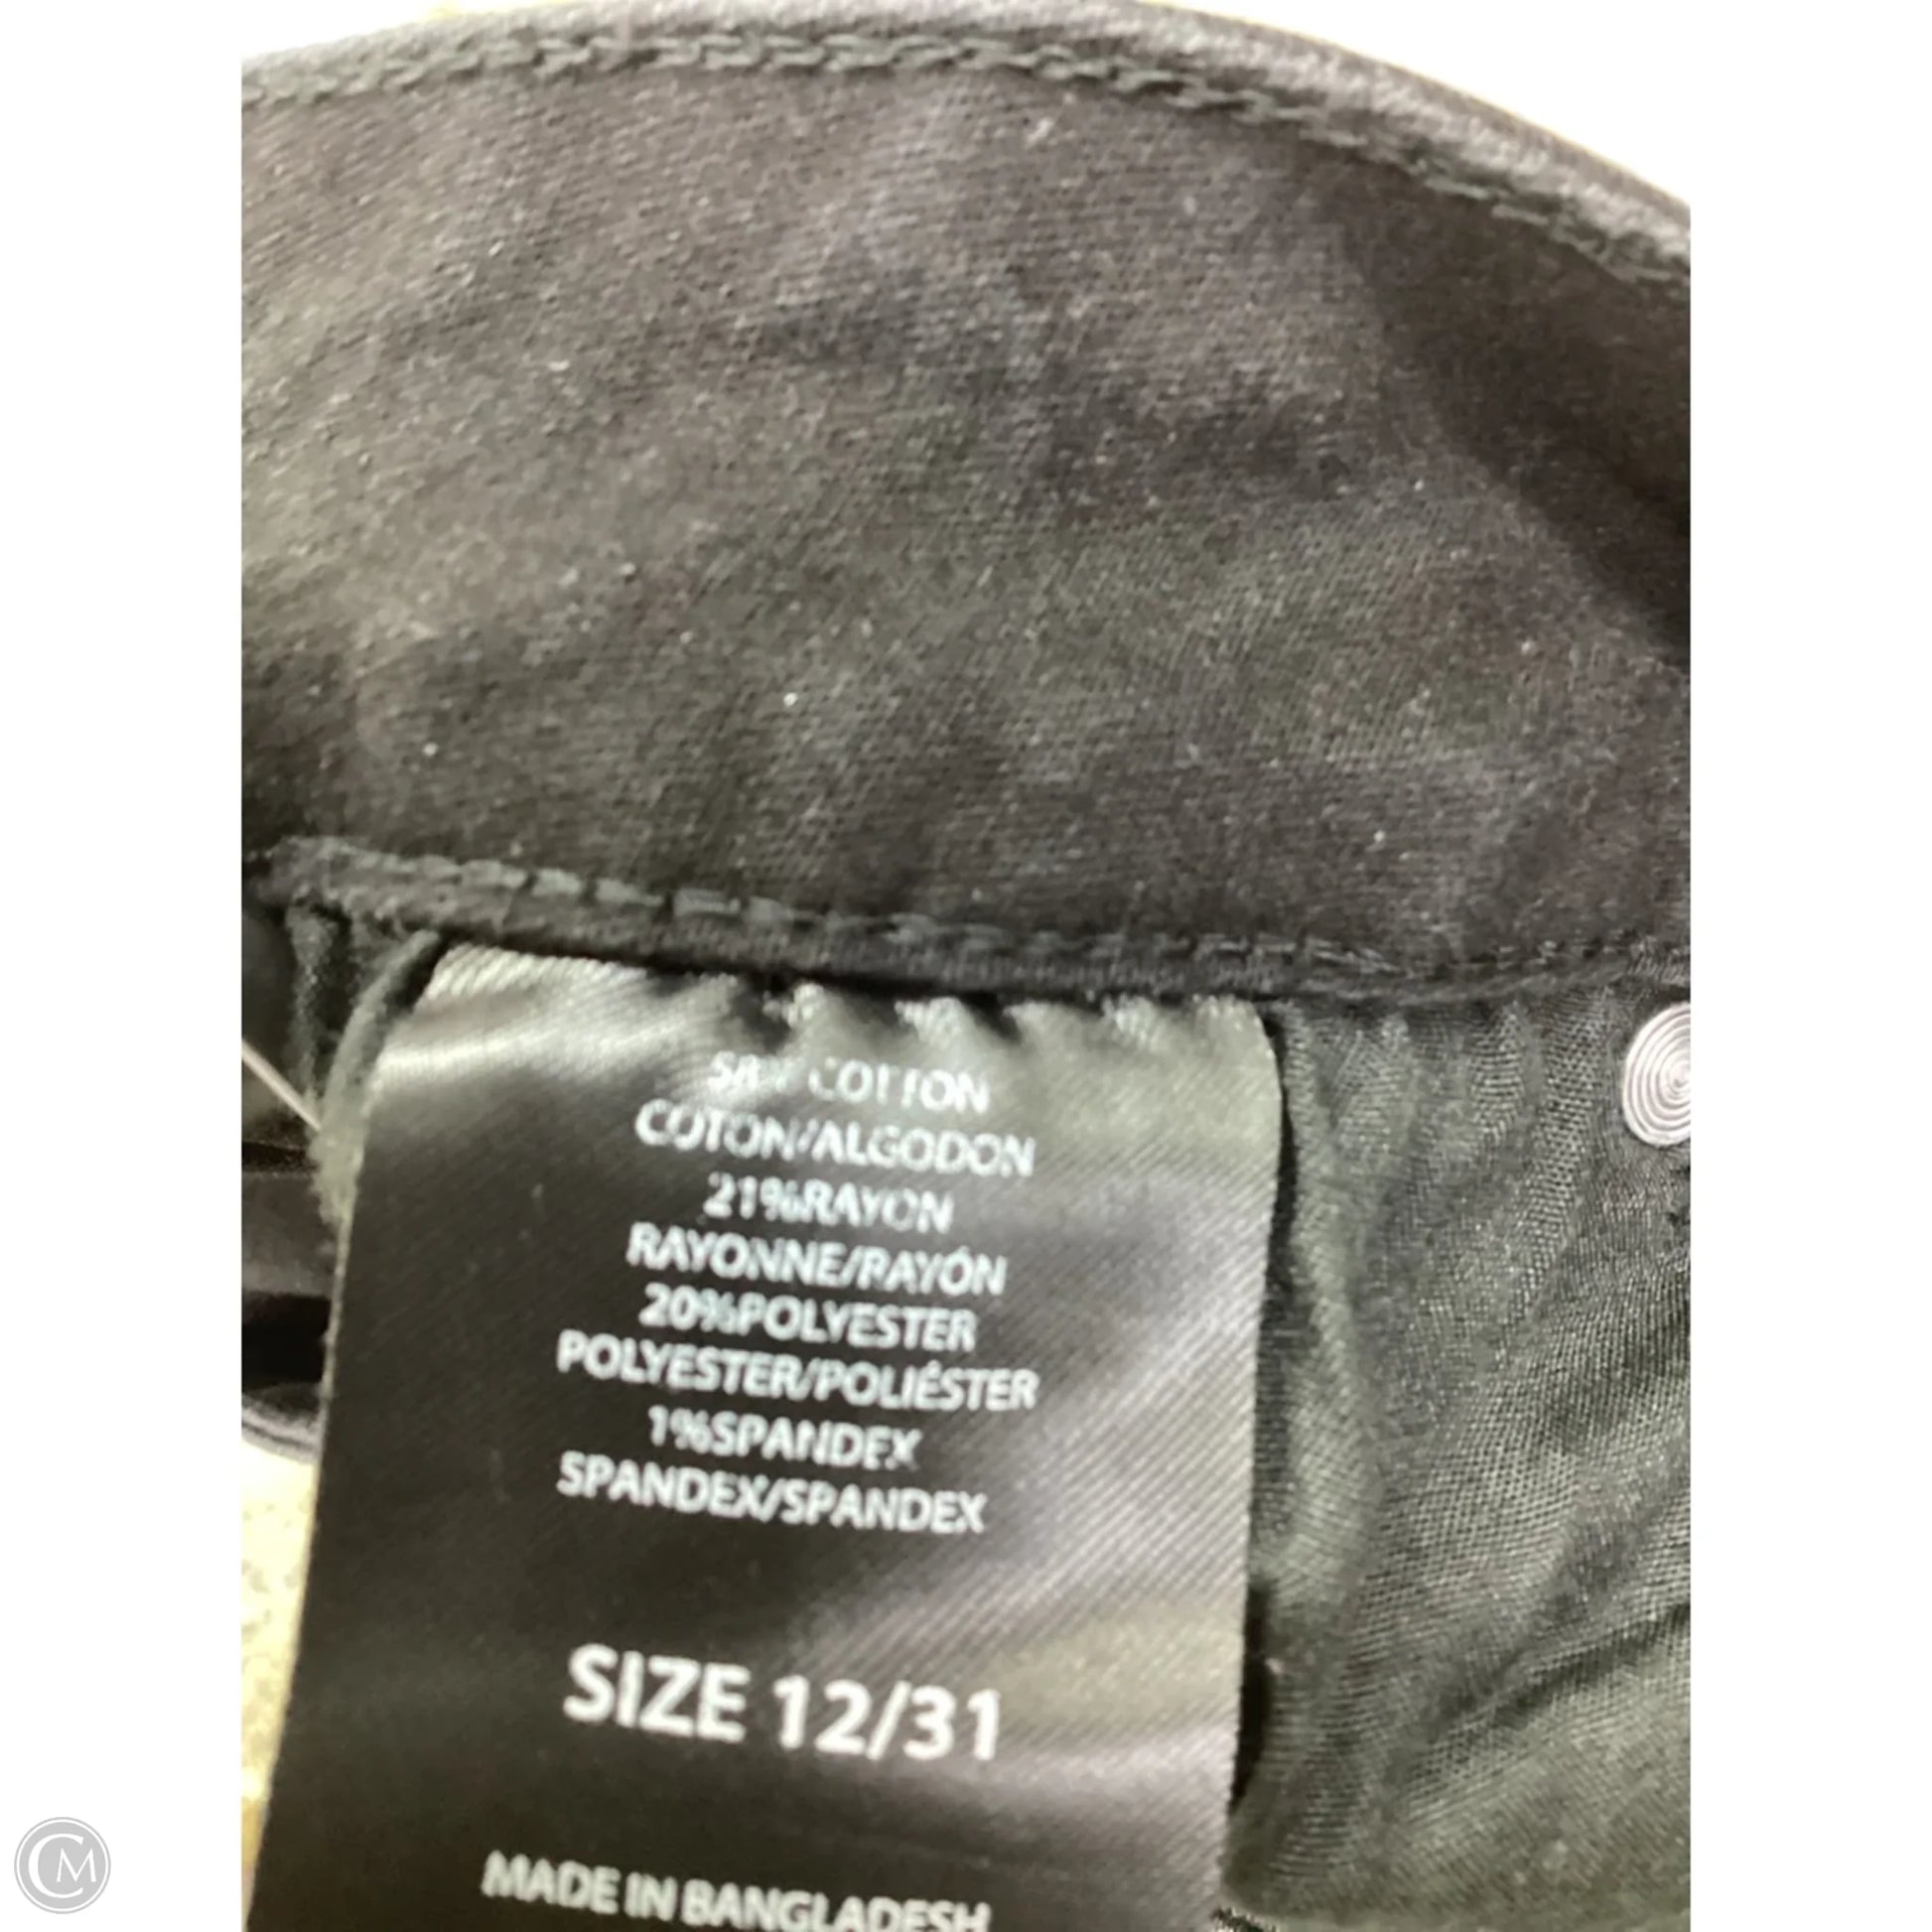 COTTON
COTON/ALGODON
21%RAYON
RAYONNE/RAYÓN
20%POLYESTER
POLYESTER/POLIÉSTER
1%SPANDEX
SPANDEX/SPANDEX
SIZE 12/31
MADE IN BANGLADESH
CM